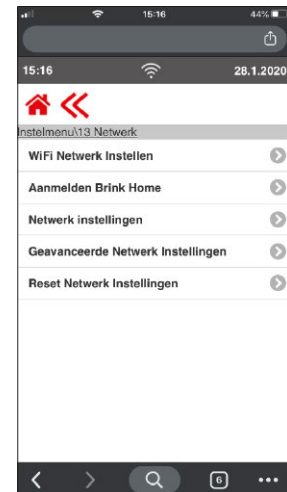 15:16
44%
15:16
28.1.2020
Instelmenu\13 Netwerk
WiFi Netwerk Instellen
Aanmelden Brink Home
Netwerk instellingen
Geavanceerde Netwerk Instellingen
Reset Netwerk Instellingen
6